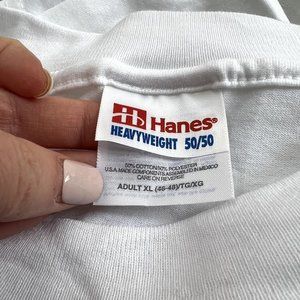 Hanes®
HEAVYWEIGHT 50/50
50% COTTON/50% POLYESTER
U.S.A. MADE COMPONENTS ASSEMBLED IN MEXICO
CARE ON REVERSE
ADULT XL (46-48)/TG/XG